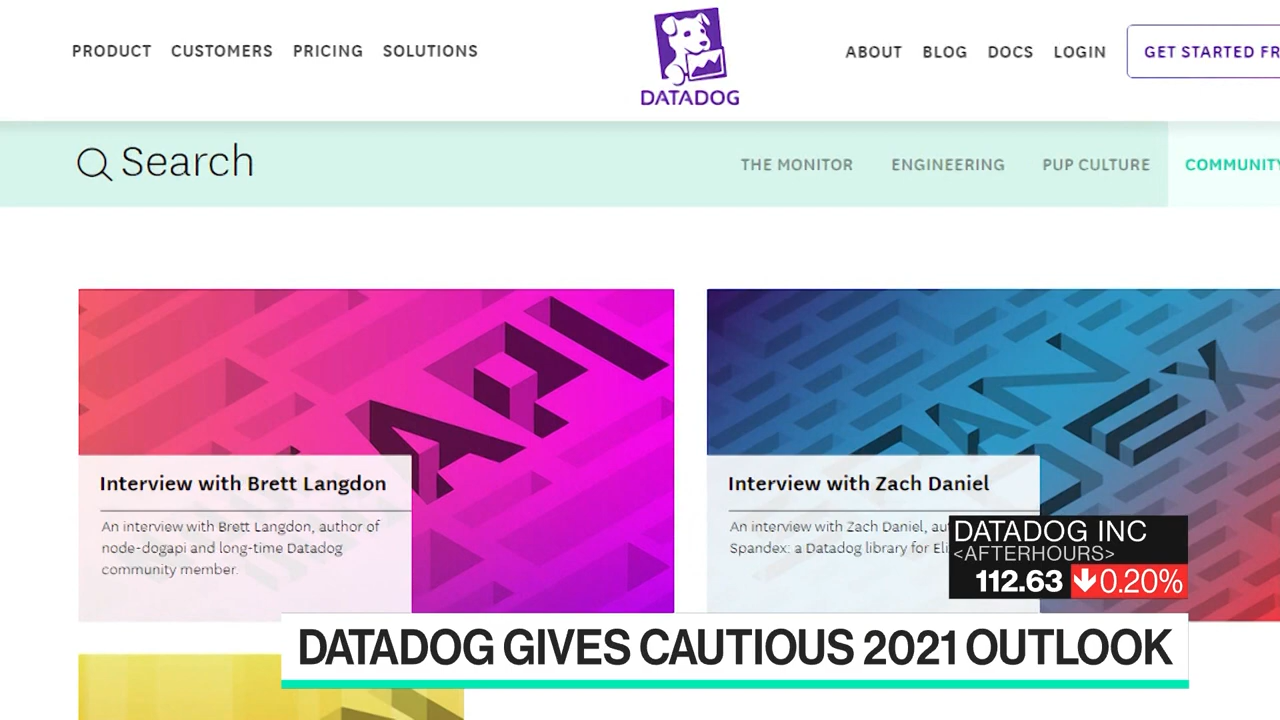 PRODUCT CUSTOMERS PRICING SOLUTIONS
DATADOG
ABOUT BLOG DOCS LOGIN GET STARTED
Search
THE MONITOR ENGINEERING PUP CULTURE COMMUNITY
API
Interview with Brett Langdon
An interview with Brett Langdon, author of
node-dogapi and long-time Datadog
community member.
SPAN
DEX
Interview with Zach Daniel
An interview with Zach Daniel,
Spandex: a Datadog library for
DATADOG INC
<AFTERHOURS>
112.63 0.20%
DATADOG GIVES CAUTIOUS 2021 OUTLOOK